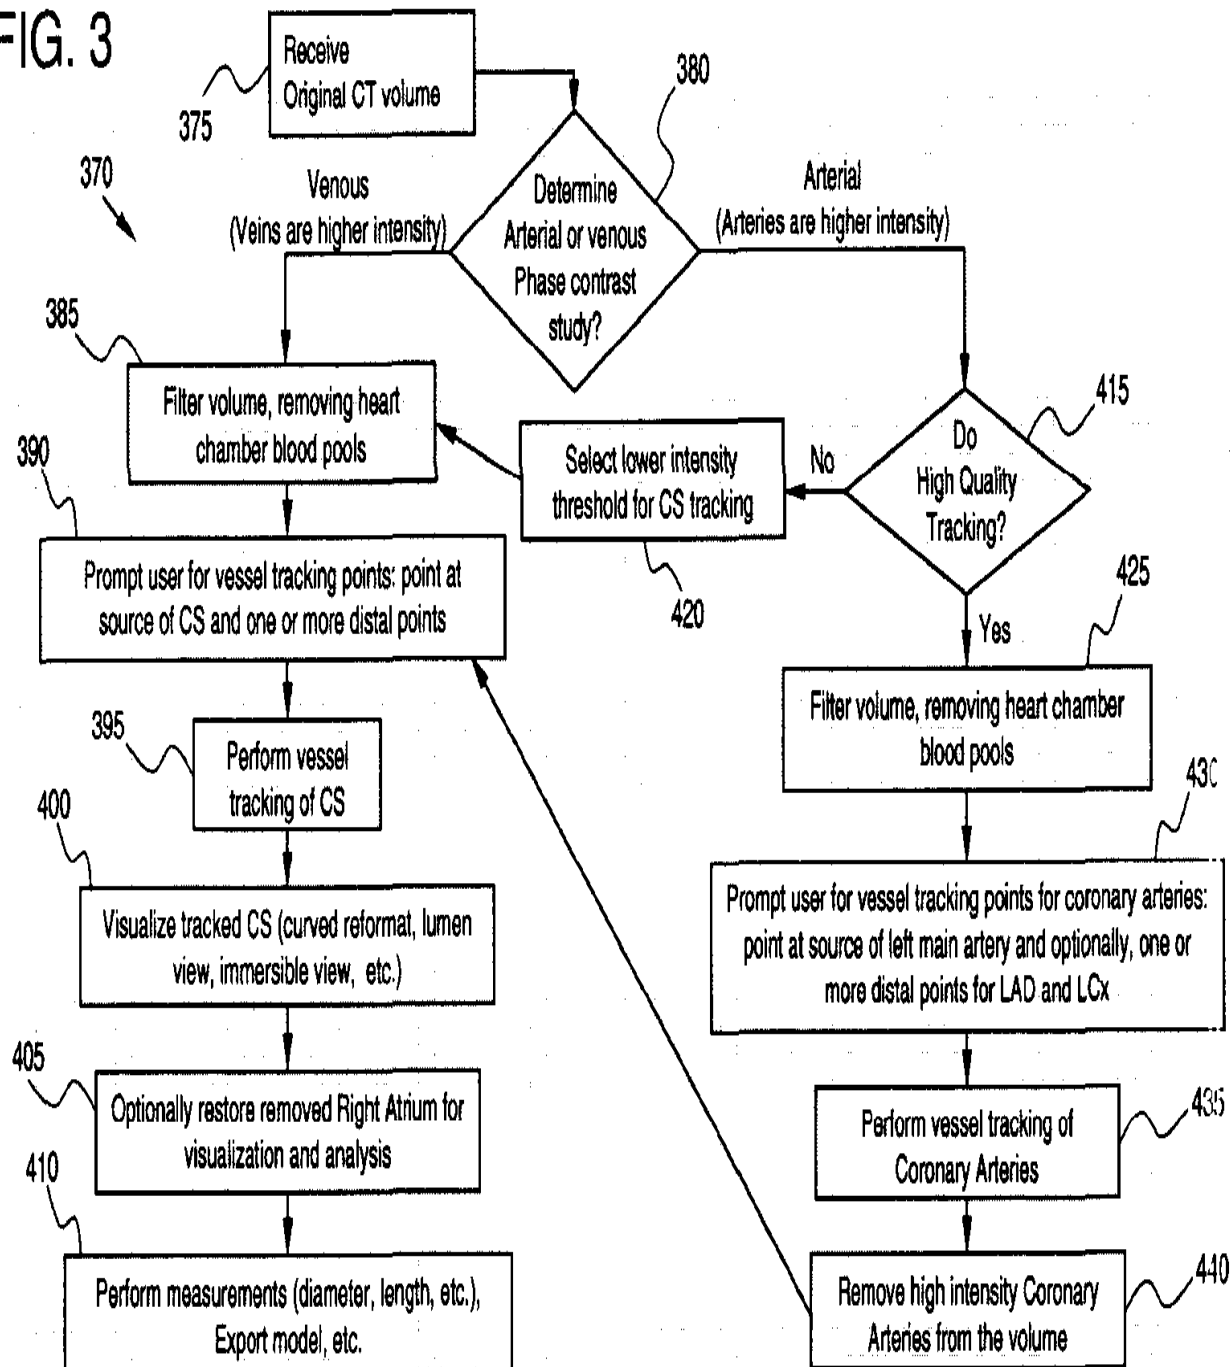 FIG. 3
Receive
Original CT volume
375
380
370
Venous
(Veins are higher intensity)
Determine
Arterial or venous
Phase contrast
study?
Arterial
(Arteries are higher intensity)
385
Filter volume, removing heart
chamber blood pools
390
Select lower intensity
threshold for CS tracking
420
No
Do
High Quality
Tracking?
415
Yes
Prompt user for vessel tracking points: point at
source of CS and one or more distal points
425
Filter volume, removing heart chamber
blood pools
395
Perform vessel
tracking of CS
430
Prompt user for vessel tracking points for coronary arteries:
point at source of left main artery and optionally, one or
more distal points for LAD and LCx
400
Visualize tracked CS (curved reformat, lumen
view, immersible view, etc.)
405
Optionally restore removed Right Atrium for
visualization and analysis
435
Perform vessel tracking of
Coronary Arteries
410
Perform measurements (diameter, length, etc.),
Export model, etc.
440
Remove high intensity Coronary
Arteries from the volume